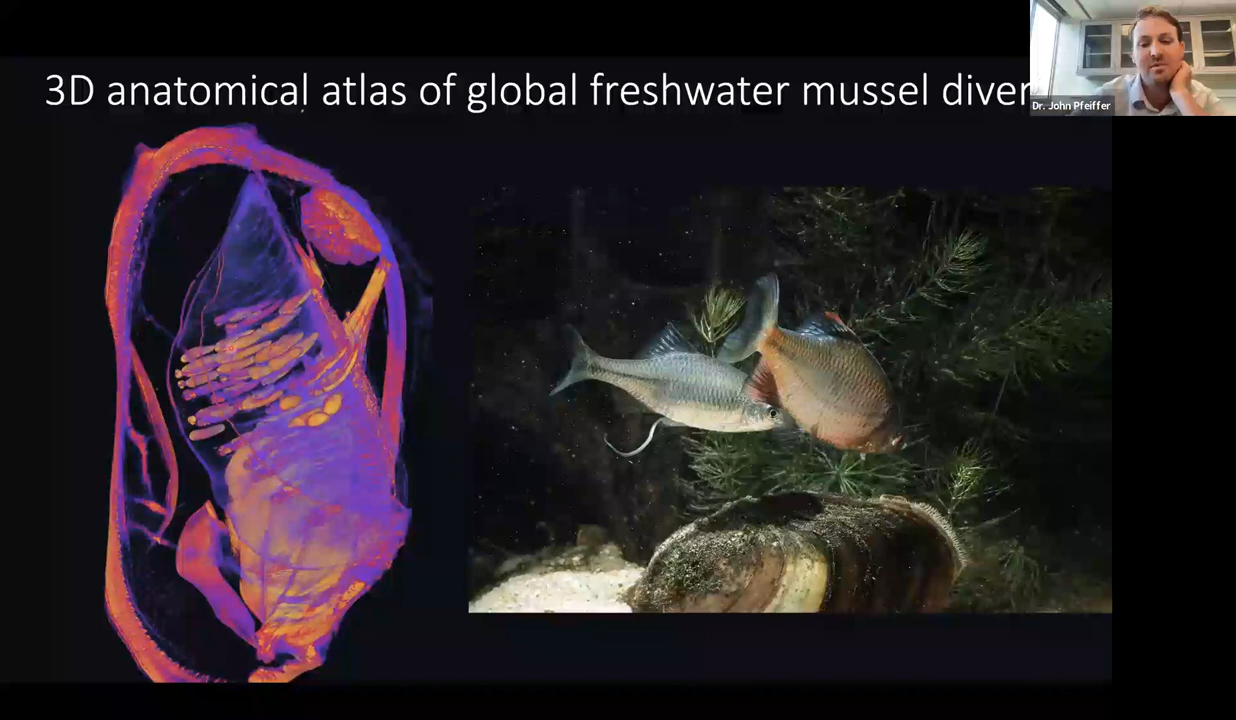 3D anatomical atlas of global freshwater mussel diver
Dr. John Pfeiffer